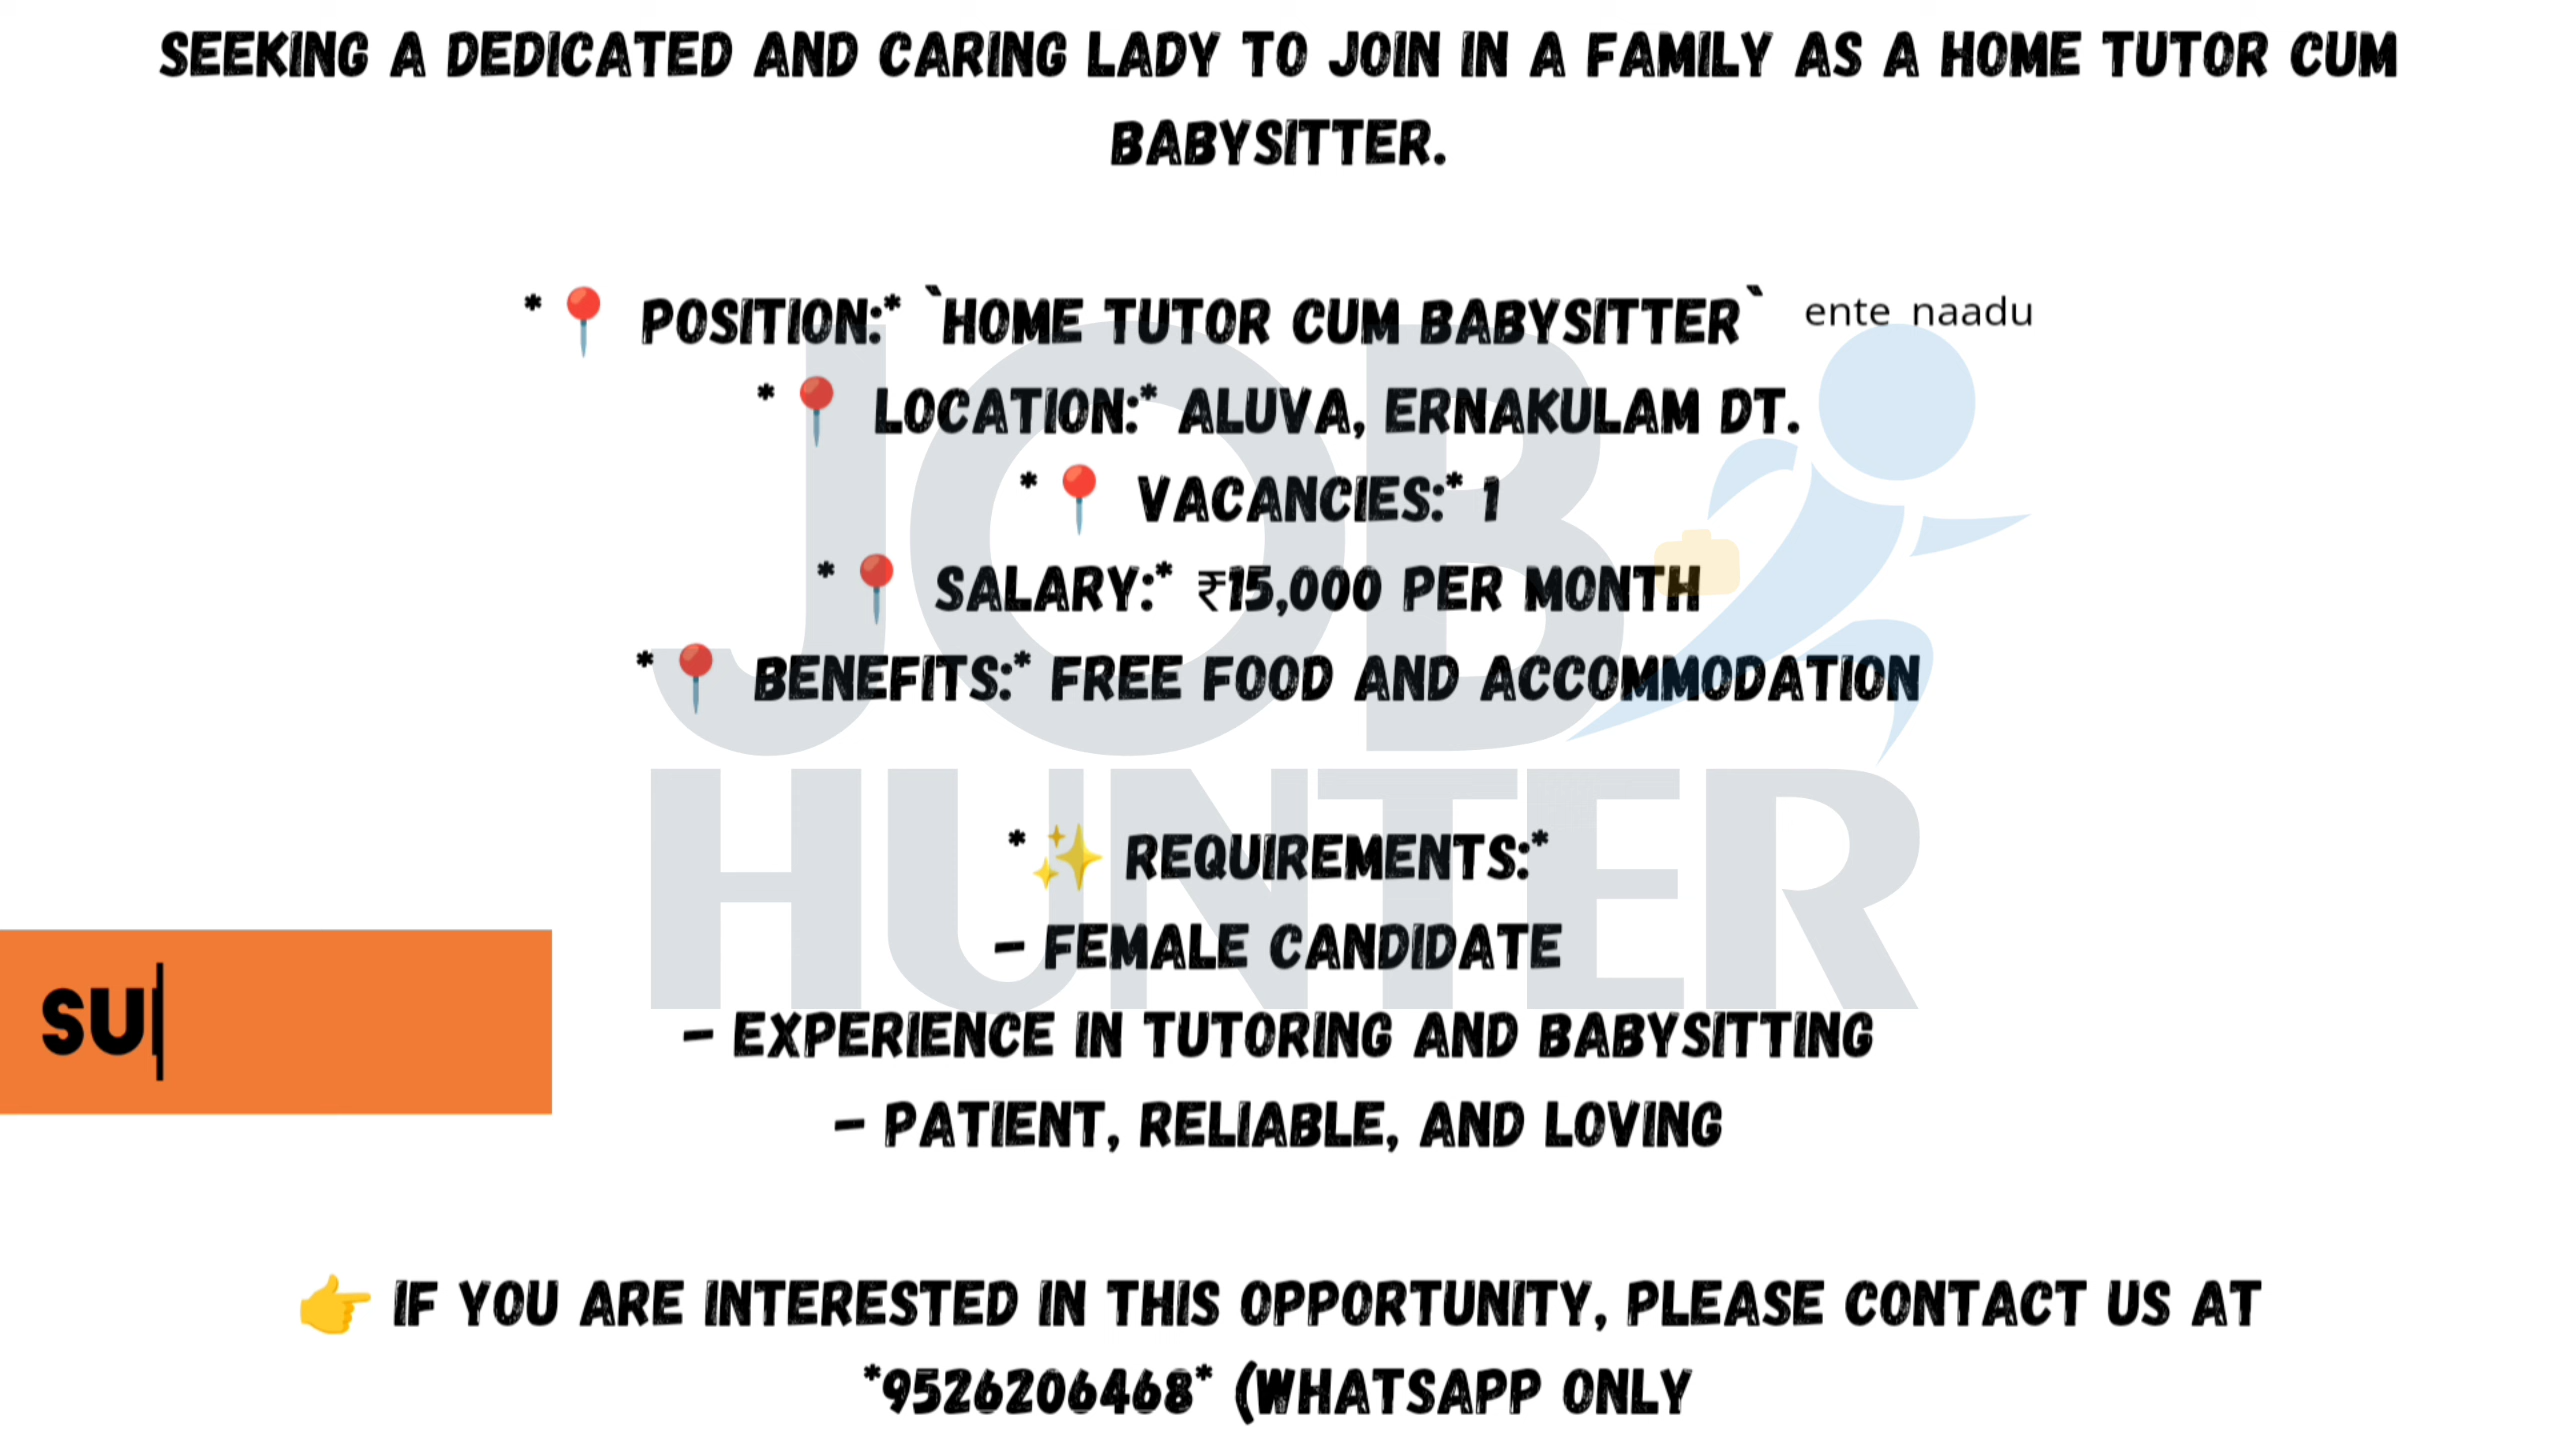 SEEKING A DEDICATED AND CARING LADY TO JOIN IN A FAMILY AS A HOME TUTOR CUM
BABYSITTER.
*📍 POSITION:* `HOME TUTOR CUM BABYSITTER` ente naadu
*📍 LOCATION:* ALUVA, ERNAKULAM DT.
*📍 VACANCIES:* 1
*📍 SALARY:* ₹15,000 PER MONTH
*📍 BENEFITS:* FREE FOOD AND ACCOMMODATION
JOB
HUNTER
*✨ REQUIREMENTS:*
- FEMALE CANDIDATE
SU
- EXPERIENCE IN TUTORING AND BABYSITTING
- PATIENT, RELIABLE, AND LOVING
👉 IF YOU ARE INTERESTED IN THIS OPPORTUNITY, PLEASE CONTACT US AT
*9526206468* (WHATSAPP ONLY